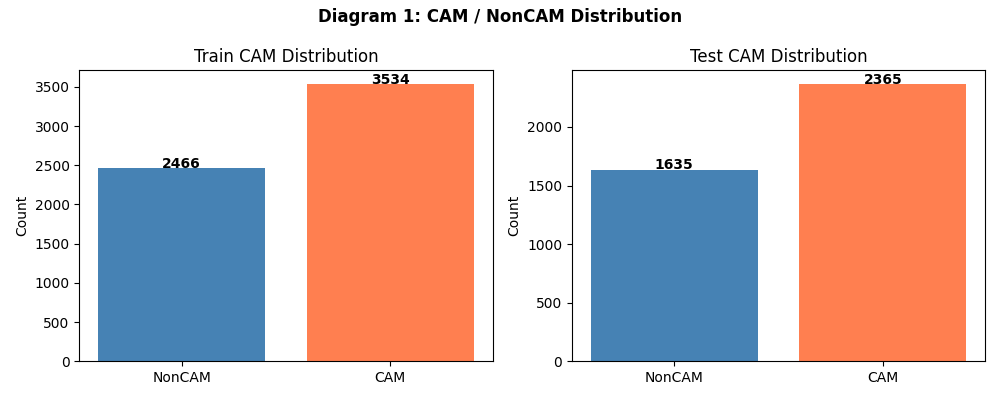 Diagram 1: CAM / NonCAM Distribution
Train CAM Distribution
Count
3500
3000
2500
2000
1500
1000
500
0
2466
3534
NonCAM
CAM
Test CAM Distribution
Count
2000
1500
1000
500
0
1635
2365
NonCAM
CAM